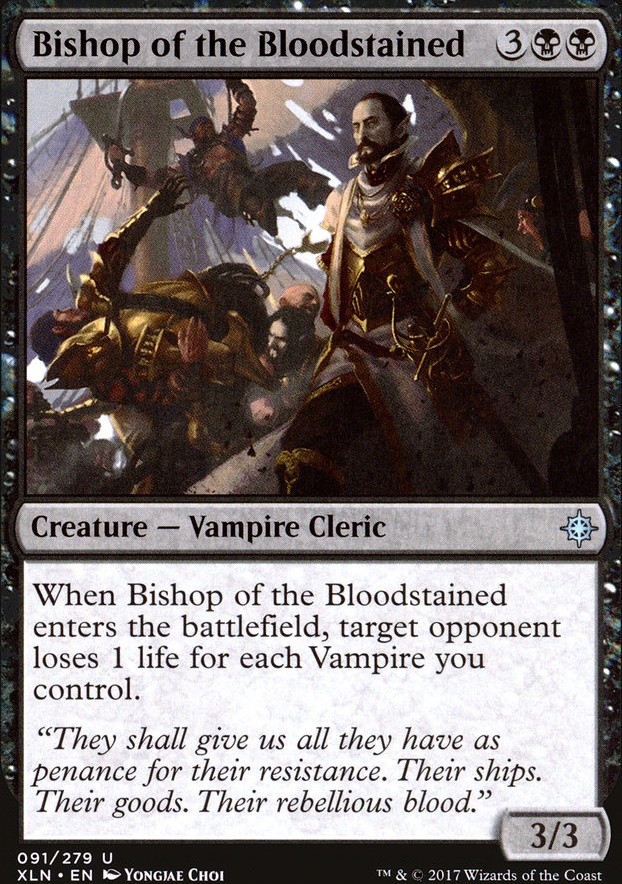 Bishop of the Bloodstained 3
Creature — Vampire Cleric
When Bishop of the Bloodstained
enters the battlefield, target opponent
loses 1 life for each Vampire you
control.
“They shall give us all they have as
penance for their resistance. Their ships.
Their goods. Their rebellious blood.”
3/3
091/279 U
XLN • EN Yongjae Choi
™ & © 2017 Wizards of the Coast